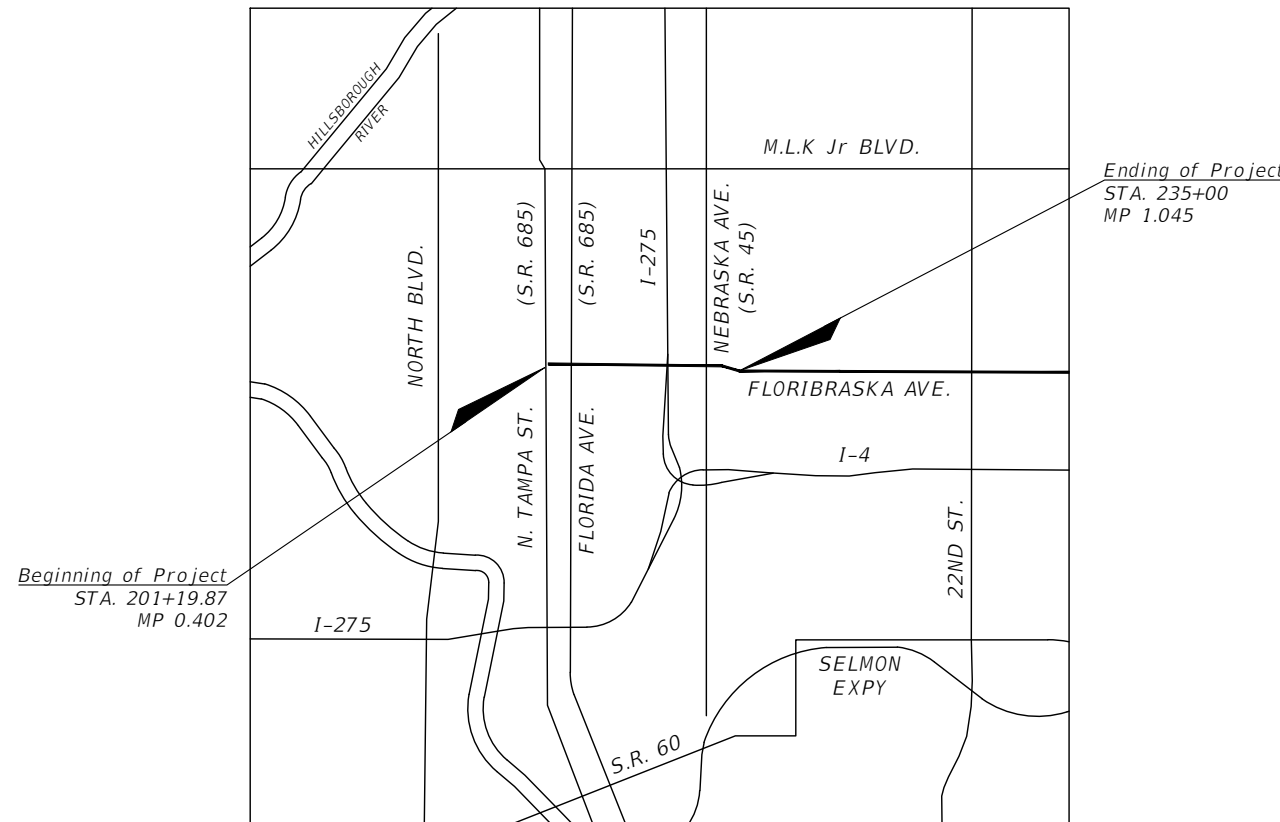 HILLSBOROUGH
RIVER
M.L.K Jr BLVD.
Ending of Project
STA. 235+00
MP 1.045
NORTH BLVD.
(S.R. 685)
(S.R. 685)
I-275
NEBRASKA AVE.
(S.R. 45)
FLORIBRASKA AVE.
N. TAMPA ST.
FLORIDA AVE.
I-4
22ND ST.
Beginning of Project
STA. 201+19.87
MP 0.402
I-275
SELMON
EXPY
S.R. 60